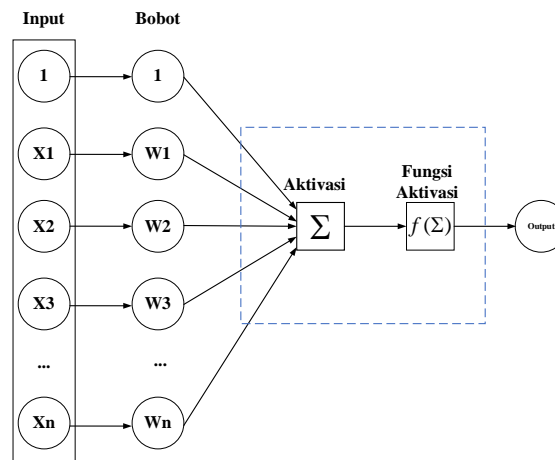 Input Bobot
1 1
X1 W1
Aktivasi Fungsi
Aktivasi
X2 W2 Σ f(Σ) Output
X3 W3
... ...
Xn Wn